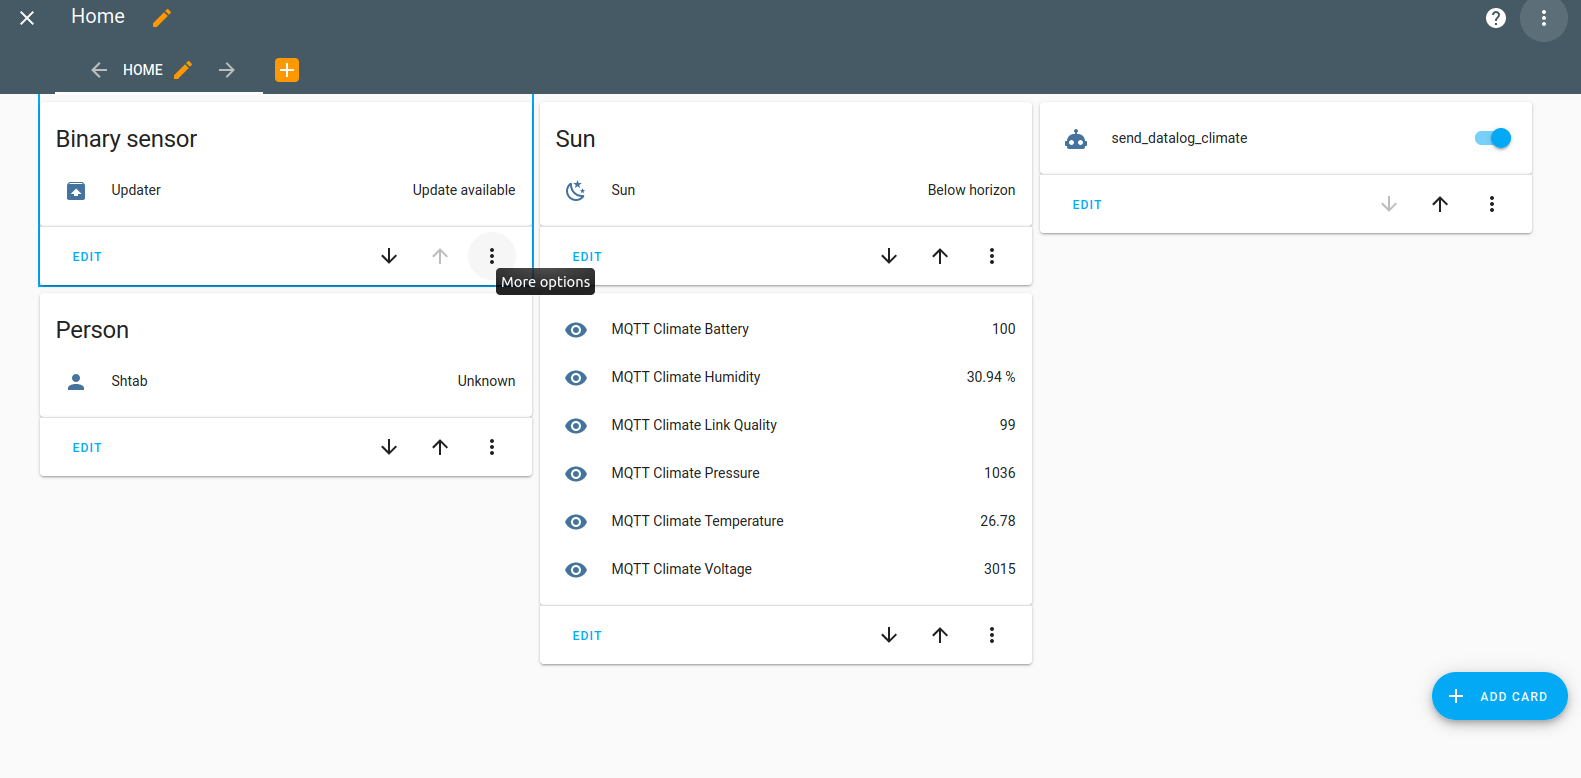 Home
HOME
Binary sensor
Updater Update available
EDIT
More options
Person
Shtab Unknown
EDIT
Sun
Sun Below horizon
EDIT
MQTT Climate Battery 100
MQTT Climate Humidity 30.94 %
MQTT Climate Link Quality 99
MQTT Climate Pressure 1036
MQTT Climate Temperature 26.78
MQTT Climate Voltage 3015
EDIT
send_datalog_climate
EDIT
ADD CARD